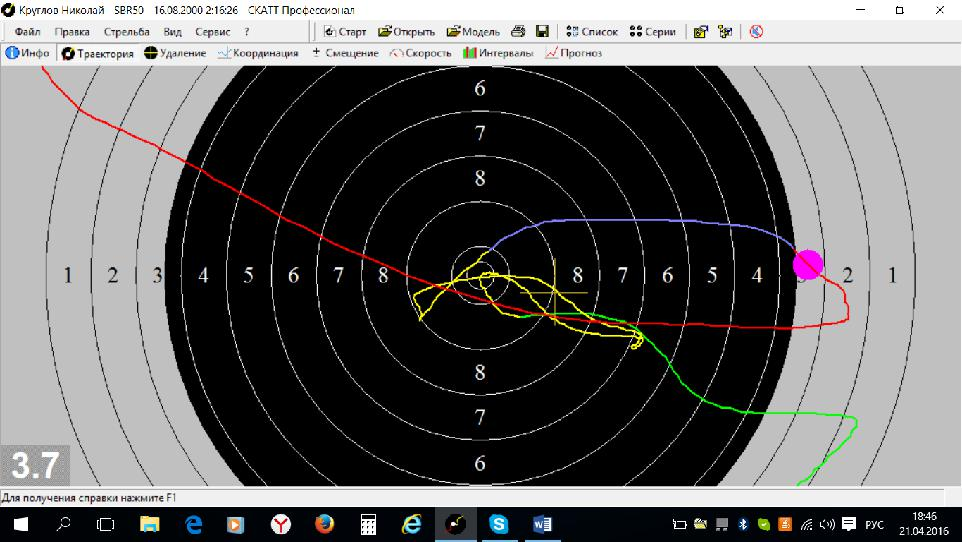 Круглов Николай - SBR50 - 16.08.2000 2:16:26 - СКАТТ Профессионал
Файл Правка Стрельба Вид Сервис ? Старт Открыть Модель Список Серии
Инфо Траектория Удаление Координация Смещение Скорость Интервалы Прогноз
6
7
8
1 2 3 4 5 6 7 8 8 7 6 5 4 3 2 1
8
7
6
3.7
Для получения справки нажмите F1
РУС
18:46
21.04.2016